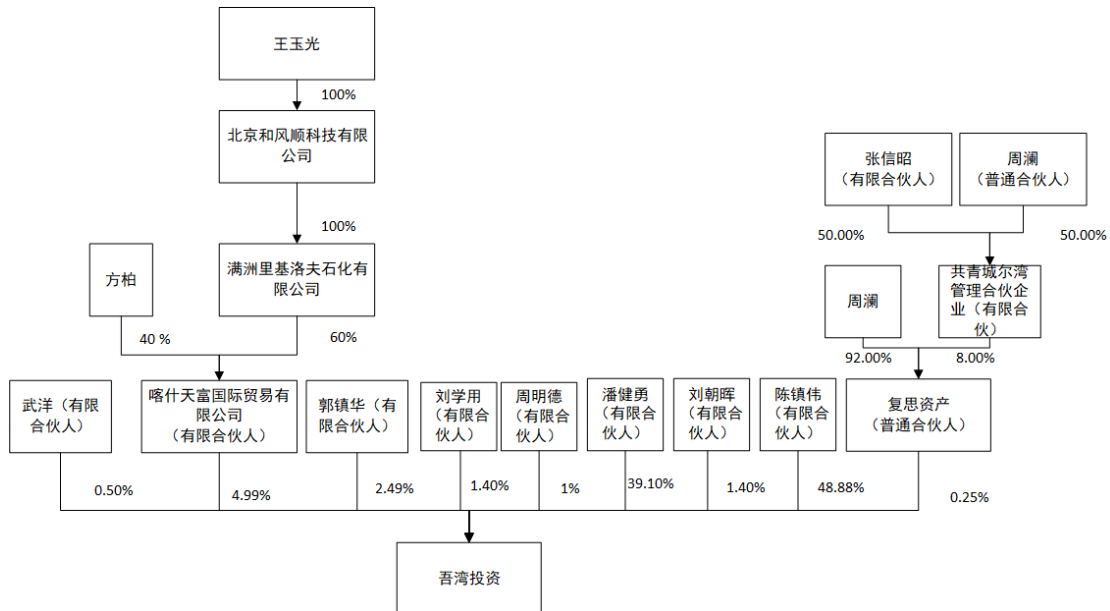 王玉光
100%
北京和风顺科技有限
公司
100%
张信昭
（有限合伙人）
周澜
（普通合伙人）
50.00%
50.00%
方柏
满洲里基洛夫石化有
限公司
周澜
共青城尔湾
管理合伙企
业（有限合
伙）
40 %
60%
92.00%
8.00%
武洋（有限
合伙人）
喀什天富国际贸易有
限公司
（有限合伙人）
郭镇华（有
限合伙人）
刘学用
（有限合
伙人）
周明德
（有限合
伙人）
潘健勇
（有限合
伙人）
刘朝晖
（有限合
伙人）
陈镇伟
（有限合
伙人）
复思资产
（普通合伙人）
0.50%
4.99%
2.49%
1.40%
1%
39.10%
1.40%
48.88%
0.25%
吾湾投资